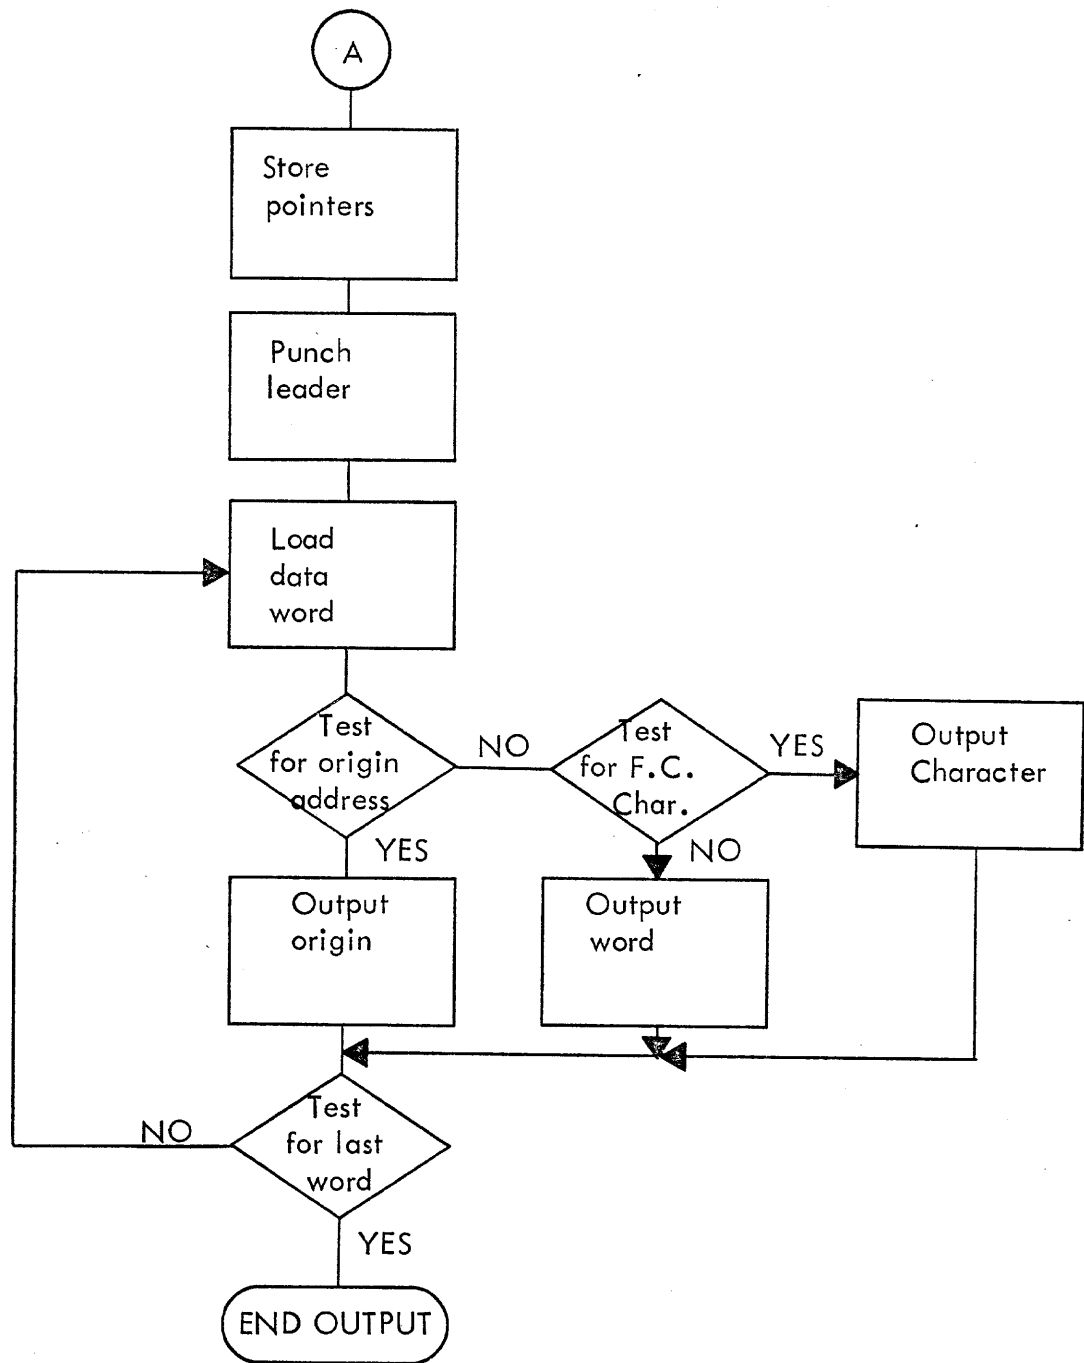 A
Store
pointers
Punch
leader
Load
data
word
Test
for origin
address
NO
Test
for F.C.
Char.
YES
Output
Character
YES
NO
Output
origin
Output
word
Test
for last
word
NO
YES
END OUTPUT